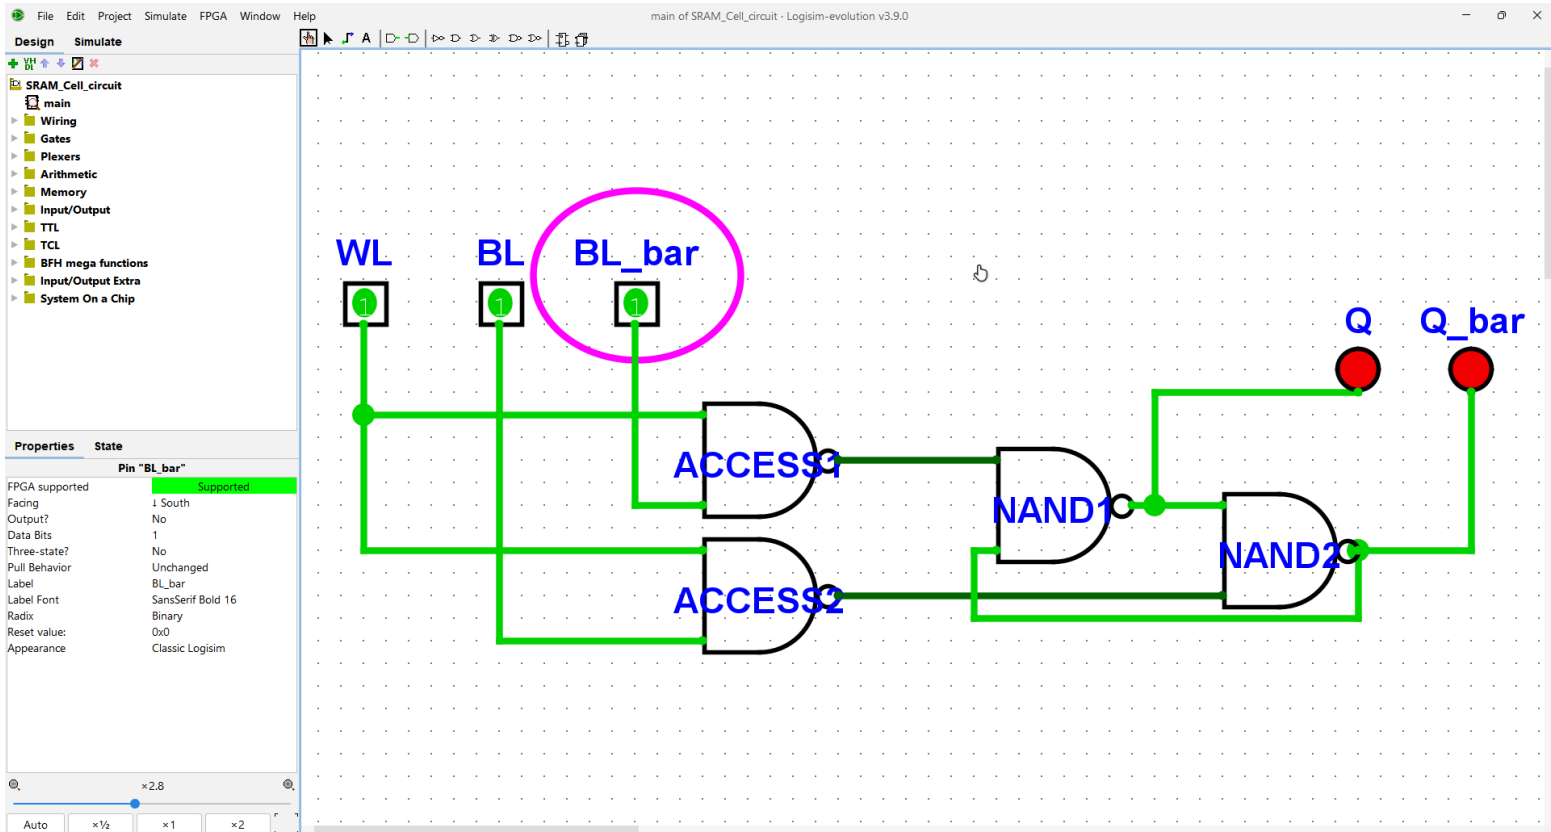 File Edit Project Simulate FPGA Window Help
main of SRAM_Cell_circuit · Logisim-evolution v3.9.0
Design Simulate
A
VH
DL
SRAM_Cell_circuit
main
Wiring
Gates
Plexers
Arithmetic
Memory
Input/Output
TTL
TCL
BFH mega functions
Input/Output Extra
System On a Chip
WL BL BL_bar
1 1 1
Q Q_bar
ACCESS1
NAND1
NAND2
ACCESS2
Properties State
Pin "BL_bar"
FPGA supported Supported
Facing ↓ South
Output? No
Data Bits 1
Three-state? No
Pull Behavior Unchanged
Label BL_bar
Label Font SansSerif Bold 16
Radix Binary
Reset value: 0x0
Appearance Classic Logisim
×2.8
Auto ×½ ×1 ×2